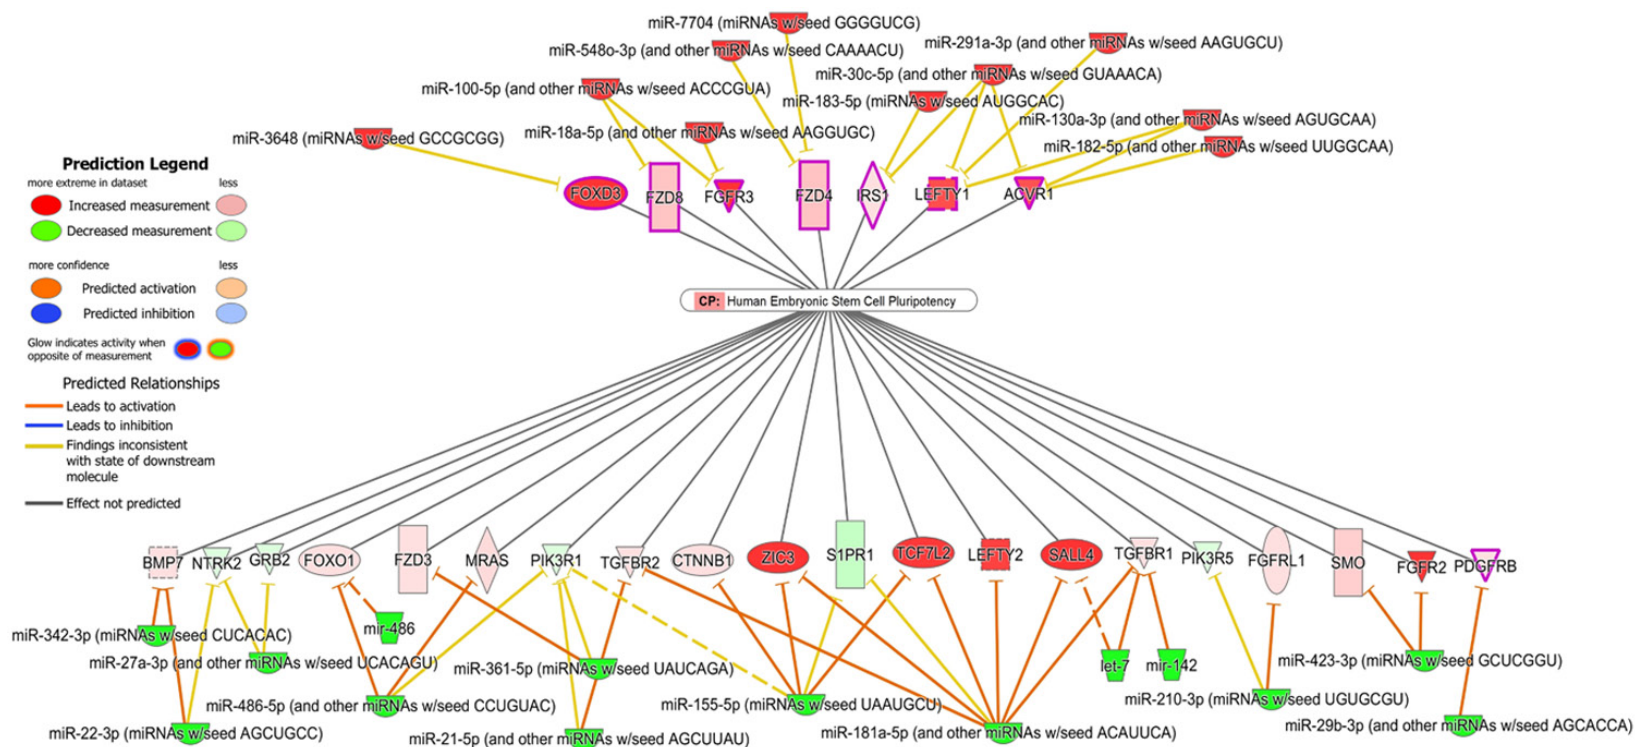 miR-7704 (miRNAs w/seed GGGGUCG)
miR-548o-3p (and other miRNAs w/seed CAAAACU)
miR-291a-3p (and other miRNAs w/seed AAGUGCU)
miR-30c-5p (and other miRNAs w/seed GUAAACA)
miR-100-5p (and other miRNAs w/seed ACCCGUA)
miR-183-5p (miRNAs w/seed AUGGCAC)
miR-130a-3p (and other miRNAs w/seed AGUGCAA)
miR-18a-5p (and other miRNAs w/seed AAGGUGC)
miR-3648 (miRNAs w/seed GCCGCGG)
miR-182-5p (and other miRNAs w/seed UUGGCAA)
FOXD3 FZD8 FGFR3 FZD4 IRS1 LEFTY1 ACVR1
Prediction Legend
more extreme in dataset less
Increased measurement
Decreased measurement
more confidence less
Predicted activation
Predicted inhibition
Glow indicates activity when
opposite of measurement
Predicted Relationships
Leads to activation
Leads to inhibition
Findings inconsistent
with state of downstream
molecule
Effect not predicted
CP: Human Embryonic Stem Cell Pluripotency
BMP7 NTRK2 GRB2 FOXO1 FZD3 MRAS PIK3R1 TGFBR2 CTNNB1 ZIC3 S1PR1 TCF7L2 LEFTY2 SALL4 TGFBR1 PIK3R5 FGFRL1 SMO FGFR2 PDGFRB
mir-486
miR-342-3p (miRNAs w/seed CUCACAC)
miR-27a-3p (and other miRNAs w/seed UCACAGU)
miR-361-5p (miRNAs w/seed UAUCAGA)
let-7 mir-142
miR-423-3p (miRNAs w/seed GCUCGGU)
miR-486-5p (and other miRNAs w/seed CCUGUAC)
miR-155-5p (miRNAs w/seed UAAUGCU)
miR-210-3p (miRNAs w/seed UGUGCGU)
miR-22-3p (miRNAs w/seed AGCUGCC)
miR-21-5p (and other miRNAs w/seed AGCUUAU)
miR-181a-5p (and other miRNAs w/seed ACAUUCA)
miR-29b-3p (and other miRNAs w/seed AGCACCA)